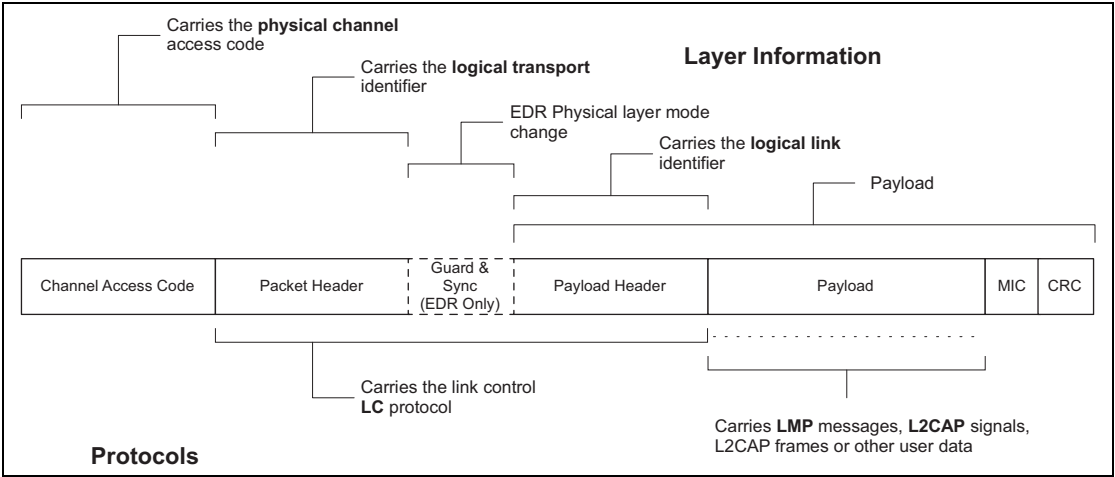 Carries the physical channel
access code
Layer Information
Carries the logical transport
identifier
EDR Physical layer mode
change
Carries the logical link
identifier
Payload
Channel Access Code
Packet Header
Guard &
Sync
(EDR Only)
Payload Header
Payload
MIC
CRC
Carries the link control
LC protocol
Carries LMP messages, L2CAP signals,
L2CAP frames or other user data
Protocols